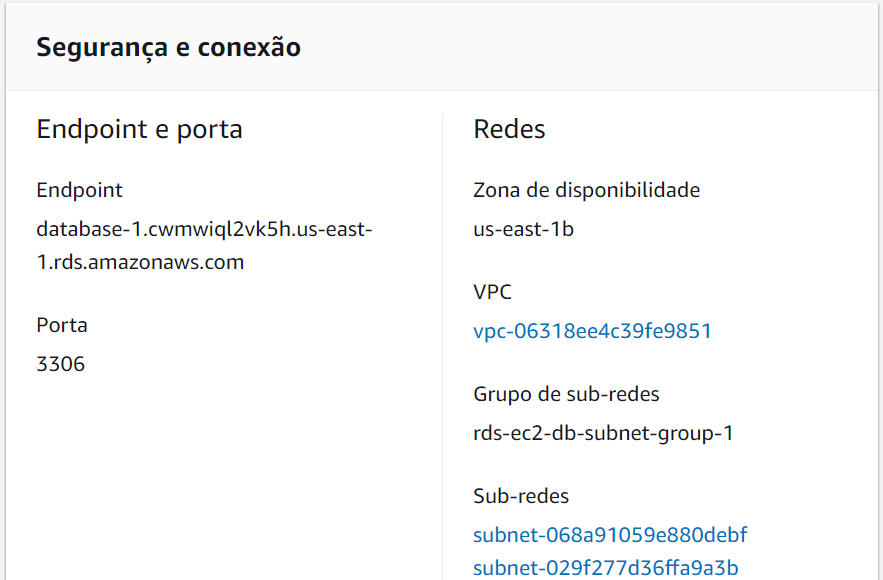 Segurança e conexão
Endpoint e porta
Endpoint
database-1.cwmwiql2vk5h.us-east-
1.rds.amazonaws.com
Porta
3306
Redes
Zona de disponibilidade
us-east-1b
VPC
vpc-06318ee4c39fe9851
Grupo de sub-redes
rds-ec2-db-subnet-group-1
Sub-redes
subnet-068a91059e880debf
subnet-029f277d36ffa9a3b